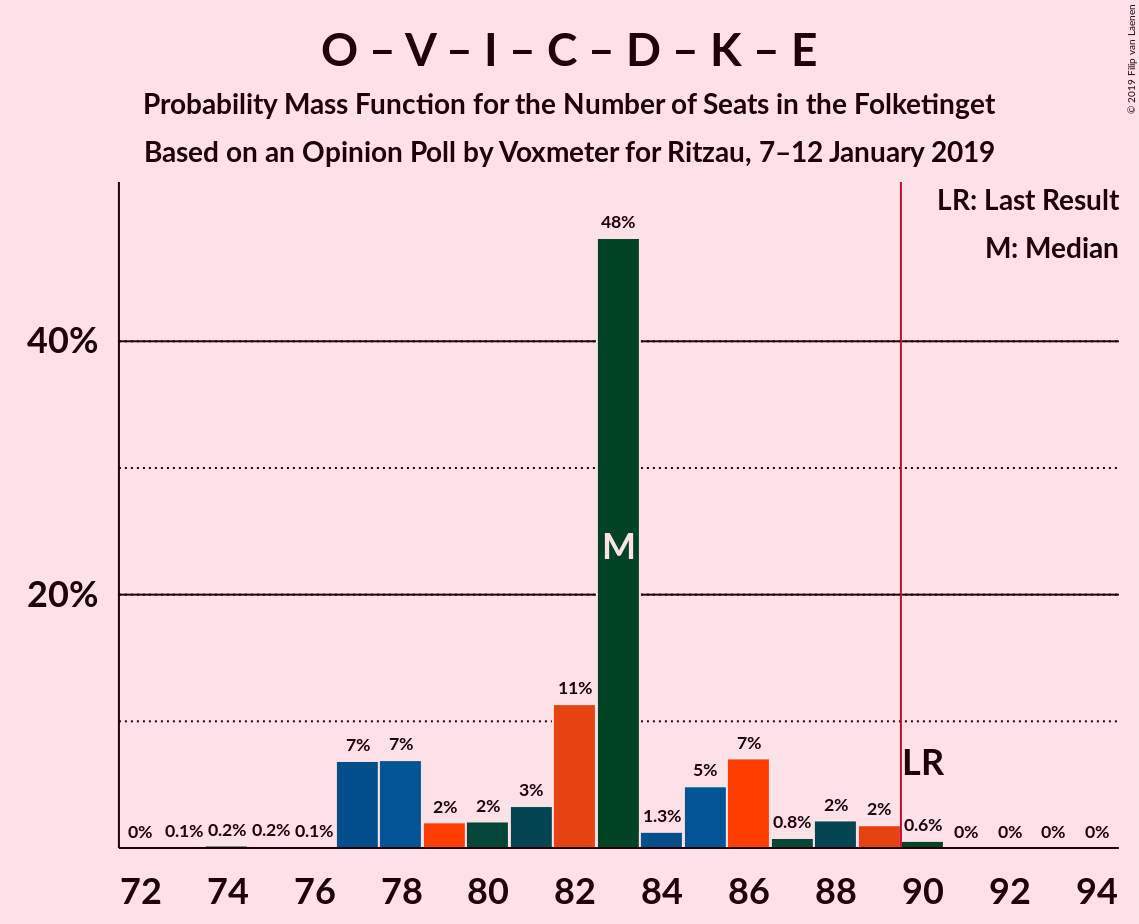 O – V – I – C – D – K – E
Probability Mass Function for the Number of Seats in the Folketinget
Based on an Opinion Poll by Voxmeter for Ritzau, 7–12 January 2019
© 2019 Filip van Laenen
LR: Last Result
M: Median
40%
20%
0% 0.1% 0.2% 0.2% 0.1% 7% 7% 2% 2% 3% 11% 48% 1.3% 5% 7% 0.8% 2% 2% 0.6% 0% 0% 0% 0%
M
LR
72 74 76 78 80 82 84 86 88 90 92 94